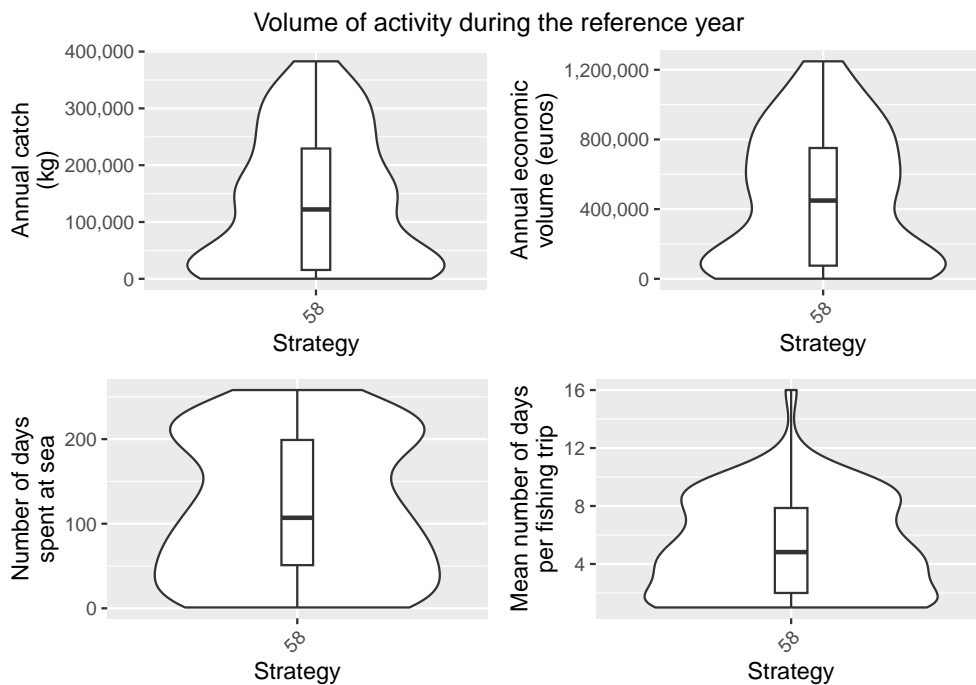 Volume of activity during the reference year
Annual catch
(kg)
400,000
300,000
200,000
100,000
0
58
Strategy
Annual economic
volume (euros)
1,200,000
800,000
400,000
0
58
Strategy
Number of days
spent at sea
200
100
0
58
Strategy
Mean number of days
per fishing trip
16
12
8
4
58
Strategy